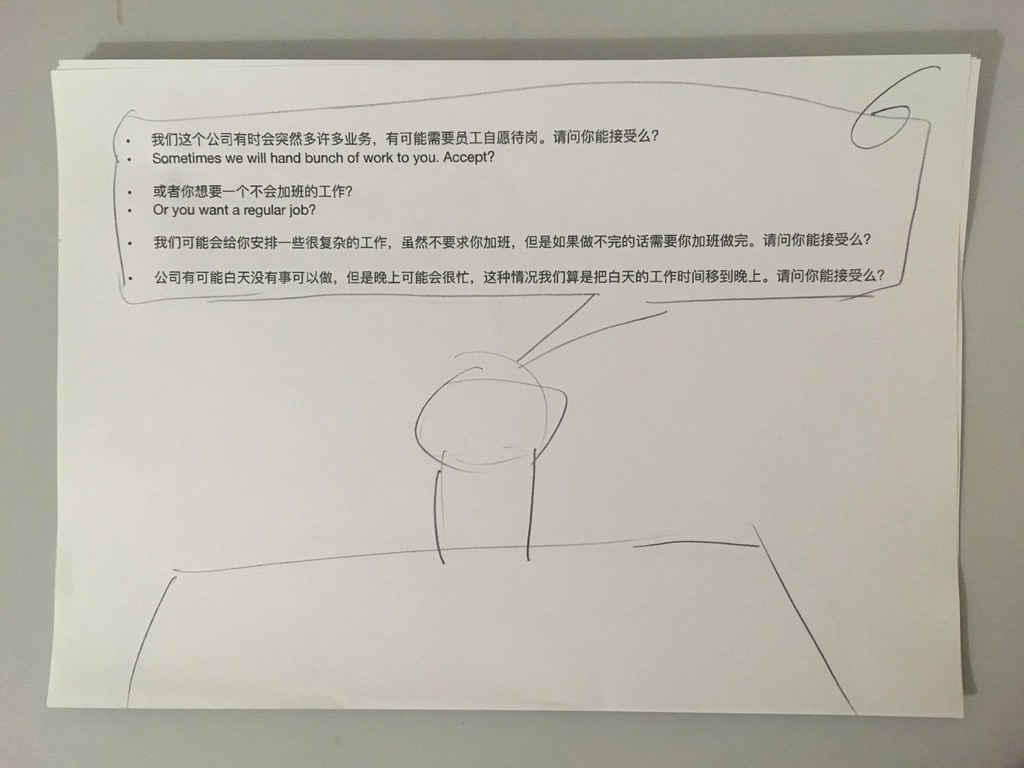 6
• 我们这个公司有时会突然多许多业务，有可能需要员工自愿待岗。请问你能接受么？
• Sometimes we will hand bunch of work to you. Accept?
• 或者你想要一个不会加班的工作？
• Or you want a regular job?
• 我们可能会给你安排一些很复杂的工作，虽然不要求你加班，但是如果做不完的话需要你加班做完。请问你能接受么？
• 公司有可能白天没有事可以做，但是晚上可能会很忙，这种情况我们算是把白天的工作时间移到晚上。请问你能接受么？